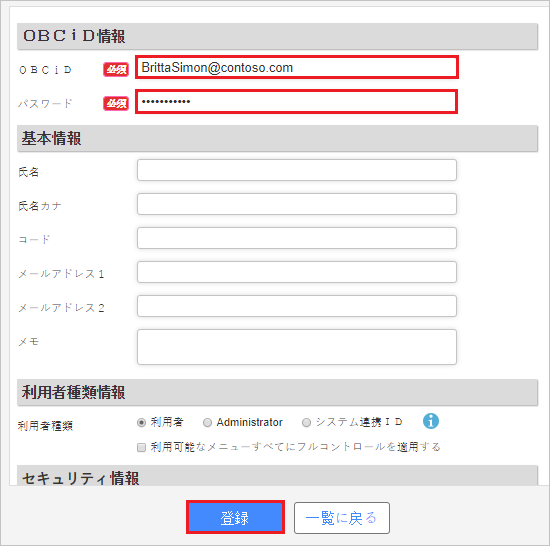 ＯＢＣｉＤ情報
ＯＢＣｉＤ 必須 BrittaSimon@contoso.com
パスワード 必須 •••••••••••
基本情報
氏名
氏名カナ
コード
メールアドレス１
メールアドレス２
メモ
利用者種類情報
利用者種類 利用者 Administrator システム連携ＩＤ i
利用可能なメニューすべてにフルコントロールを適用する
セキュリティ情報
登録 一覧に戻る